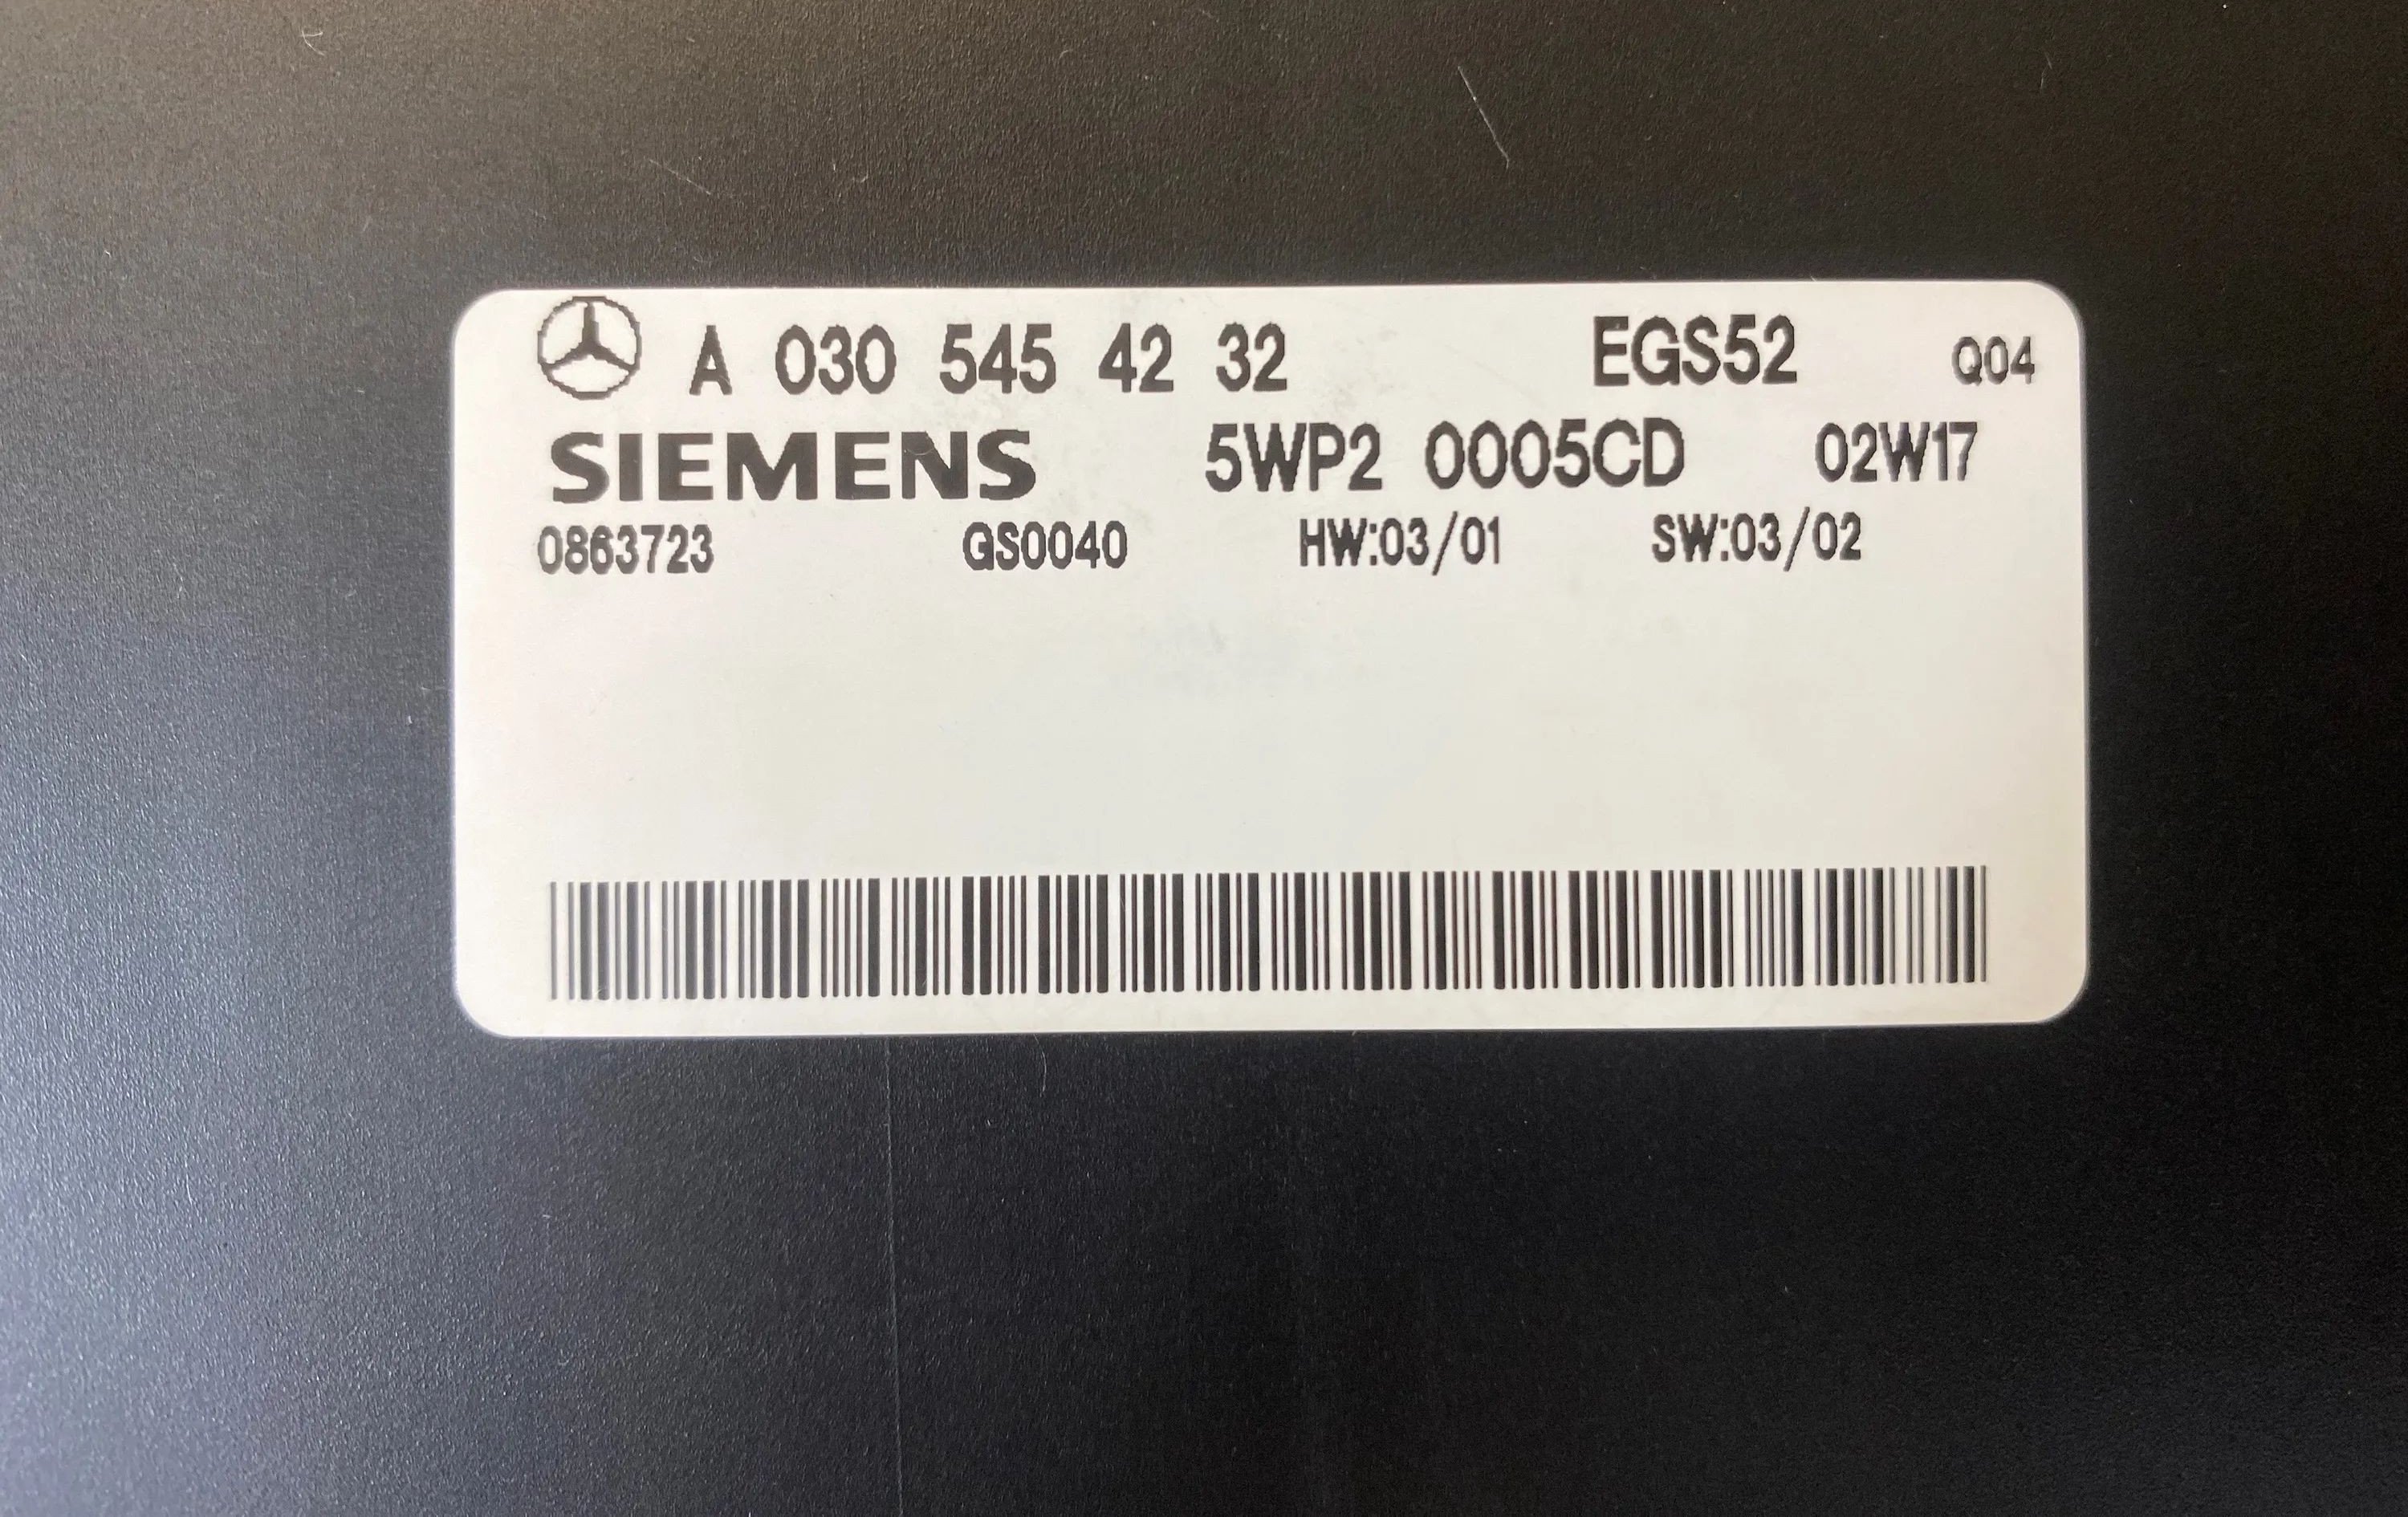 A 030 545 42 32 EGS52 Q04
SIEMENS 5WP2 0005CD 02W17
0863723 GS0040 HW:03/01 SW:03/02